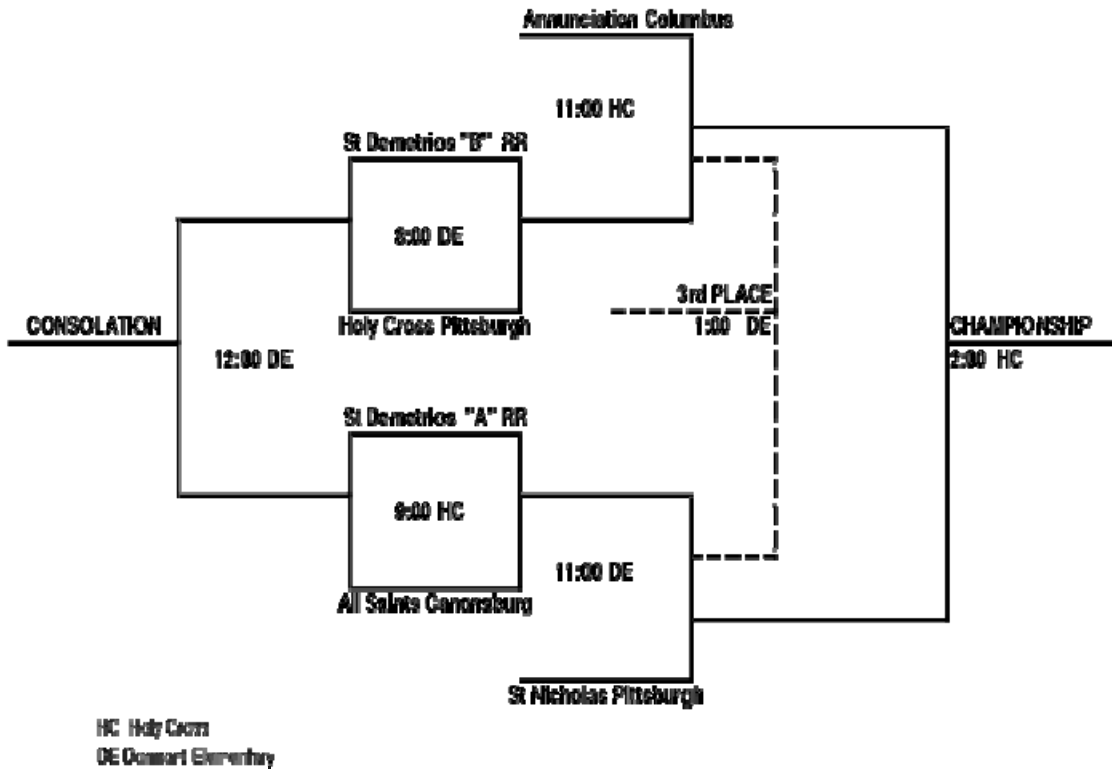 Annunciation Columbus
11:00 HC
St Demetrios "B" RR
8:00 DE
3rd PLACE
Holy Cross Pittsburgh
1:00 DE
CONSOLATION
CHAMPIONSHIP
12:00 DE
2:00 HC
St Demetrios "A" RR
9:00 HC
11:00 DE
All Saints Canonsburg
St Nicholas Pittsburgh
HC Holy Cross
DE Elementary